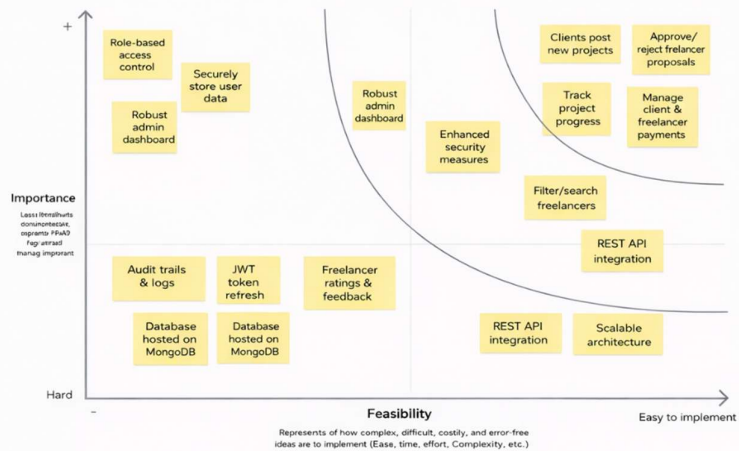 +
Role-based
access
control
Securely
store user
data
Robust
admin
dashboard
Robust
admin
dashboard
Enhanced
security
measures
Clients post
new projects
Approve/
reject frelancer
proposals
Track
project
progress
Manage
client &
freelancer
payments
Filter/search
freelancers
REST API
integration
Importance
important
Audit trails
& logs
JWT
token
refresh
Freelancer
ratings &
feedback
Database
hosted on
MongoDB
Database
hosted on
MongoDB
REST API
integration
Scalable
architecture
Hard
-
Feasibility
Easy to implement
Represents of how complex, difficult, costily, and error-free
ideas are to implement (Ease, time, effort, Complexity, etc.)